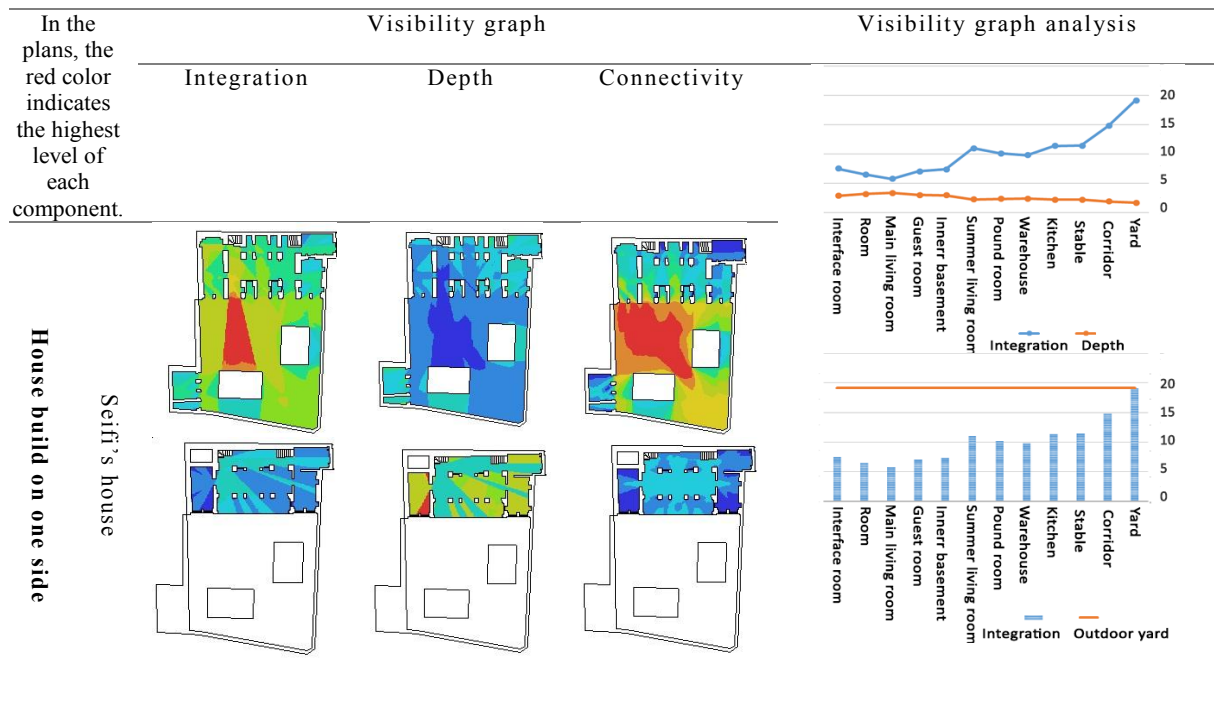 In the
plans, the
red color
indicates
the highest
level of
each
component.
Visibility graph
Visibility graph analysis
Integration
Depth
Connectivity
20
15
10
5
0
Interface room
Room
Main living room
Guest room
Innerr basement
Summer living room
Pound room
Warehouse
Kitchen
Stable
Corridor
Yard
Integration
Depth
House build on one side
Seifi's house
20
15
10
5
0
Interface room
Room
Main living room
Guest room
Innerr basement
Summer living room
Pound room
Warehouse
Kitchen
Stable
Corridor
Yard
Integration
Outdoor yard